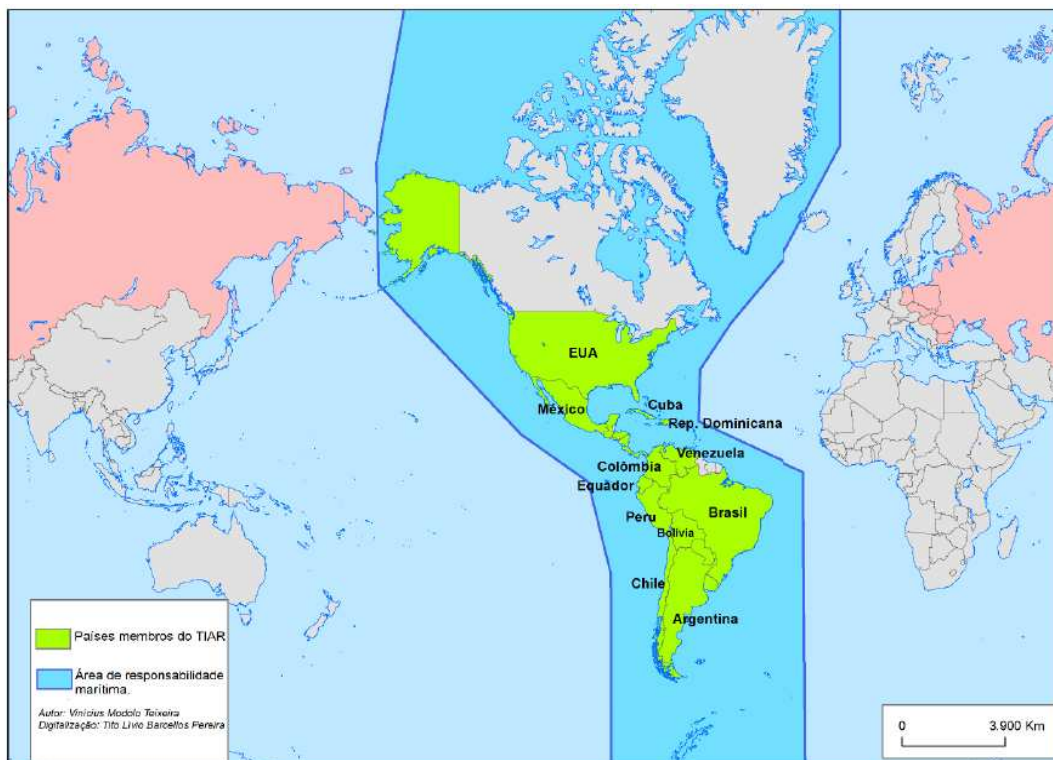 EUA
Cuba
México
Rep. Dominicana
Venezuela
Colômbia
Equador
Brasil
Peru
Bolívia
Chile
Argentina
Países membros do TIAR
Área de responsabilidade
marítima.
Autor: Vinicius Modolo Teixeira
Digitalização: Tito Lívio Barcellos Pereira
0 3.900 Km